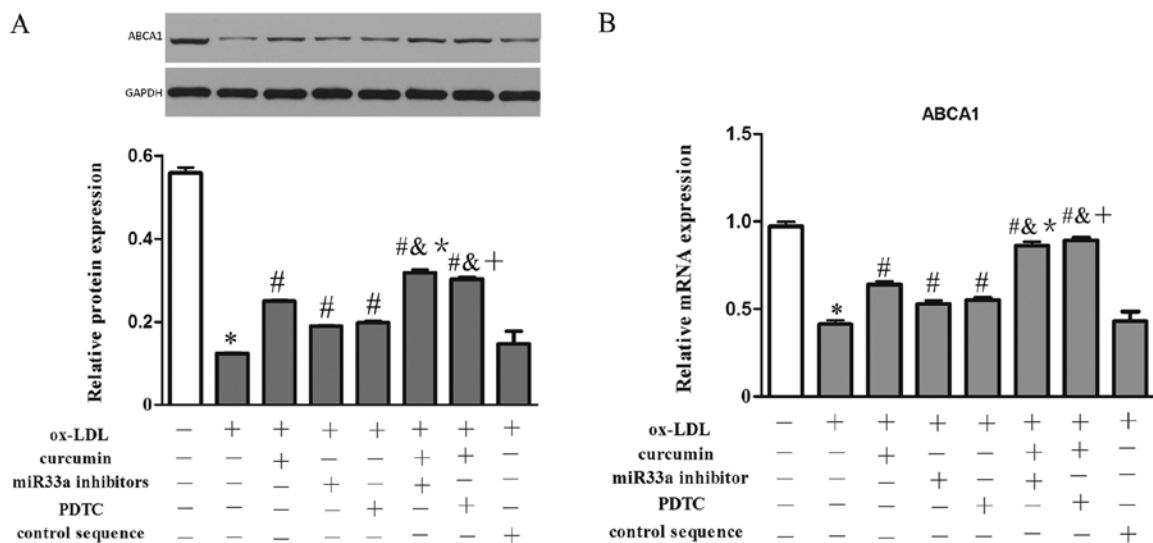 A
ABCA1
GAPDH
Relative protein expression
0.6
0.4
0.2
0
*
#
#
#
#& *
#& +
ox-LDL — + + + + + + +
curcumin — — + — — + + —
miR33a inhibitors — — — + — + — —
PDTC — — — — + — + —
control sequence — — — — — — — +
B
ABCA1
Relative mRNA expression
1.5
1.0
0.5
0.0
*
#
#
#
#& *
#& +
ox-LDL — + + + + + + +
curcumin — — + — — + + —
miR33a inhibitor — — — + — + — —
PDTC — — — — + — + —
control sequence — — — — — — — +